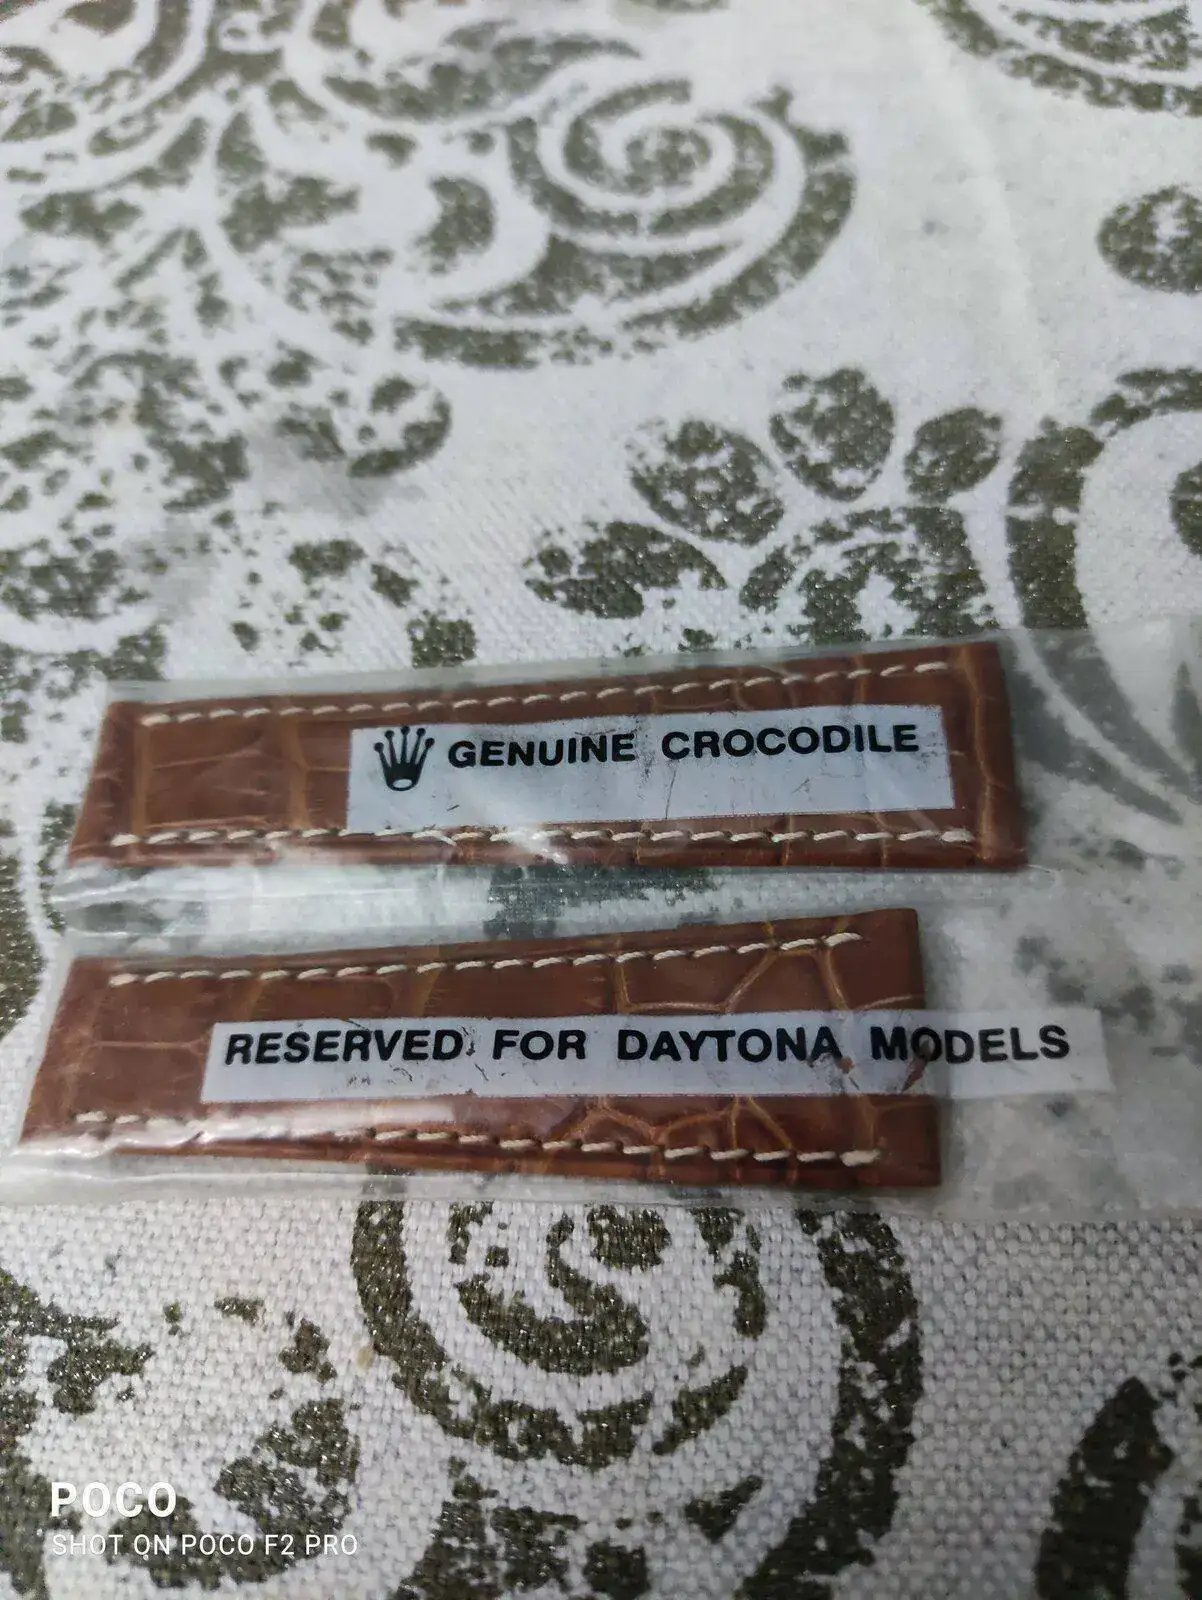 GENUINE CROCODILE
RESERVED FOR DAYTONA MODELS
POCO
SHOT ON POCO F2 PRO